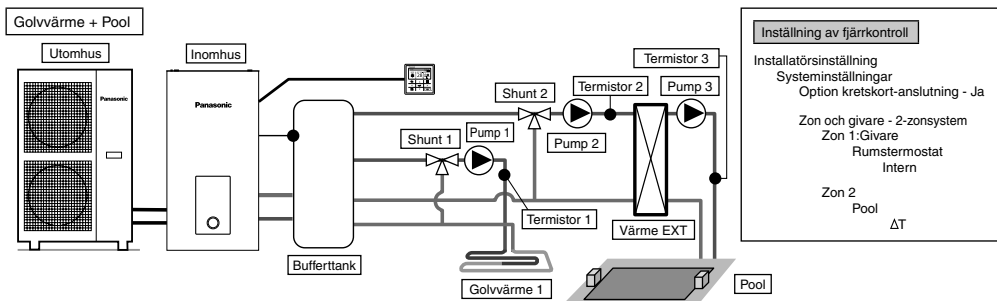 Golvvärme + Pool
Utomhus
Inomhus
Panasonic
Panasonic
Bufferttank
Shunt 1
Pump 1
Termistor 1
Golvvärme 1
Shunt 2
Pump 2
Termistor 2
Termistor 3
Pump 3
Värme EXT
Pool
Inställning av fjärrkontroll
Installatörsinställning
Systeminställningar
Option kretskort-anslutning - Ja
Zon och givare - 2-zonsystem
Zon 1:Givare
Rumstermostat
Intern
Zon 2
Pool
ΔT